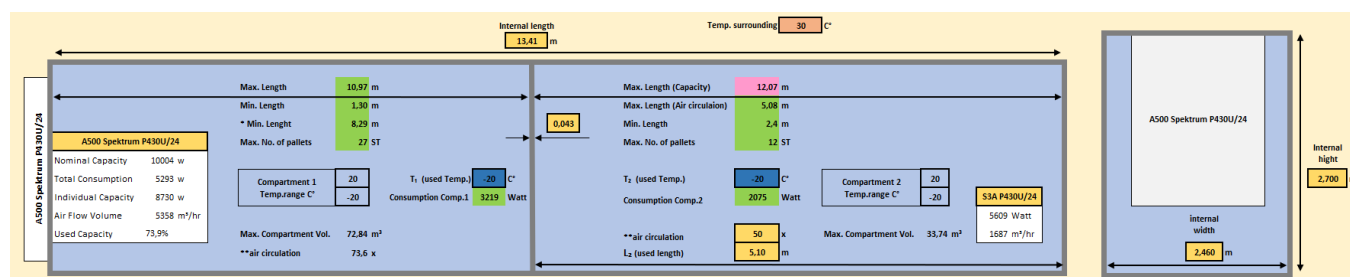 Internal length
13,41 m
Temp. surrounding 30 C°
A500 Spektrum P430U/24
A500 Spektrum P430U/24
Nominal Capacity 10004 w
Total Consumption 5293 w
Individual Capacity 8730 w
Air Flow Volume 5358 m³/hr
Used Capacity 73,9%
Max. Length 10,97 m
Min. Length 1,30 m
* Min. Lenght 8,29 m
Max. No. of pallets 27 ST
Compartment 1
Temp.range C°
20
-20
T₁ (used Temp.) -20 C°
Consumption Comp.1 3219 Watt
Max. Compartment Vol. 72,84 m³
**air circulation 73,6 x
0,043
Max. Length (Capacity) 12,07 m
Max. Length (Air circulaion) 5,08 m
Min. Length 2,4 m
Max. No. of pallets 12 ST
T₂ (used Temp.) -20 C°
Consumption Comp.2 2075 Watt
Compartment 2
Temp.range C°
20
-20
**air circulation 50 x
L₂ (used length) 5,10 m
Max. Compartment Vol. 33,74 m³
S3A P430U/24
5609 Watt
1687 m³/hr
A500 Spektrum P430U/24
internal
width
2,460 m
Internal
hight
2,700